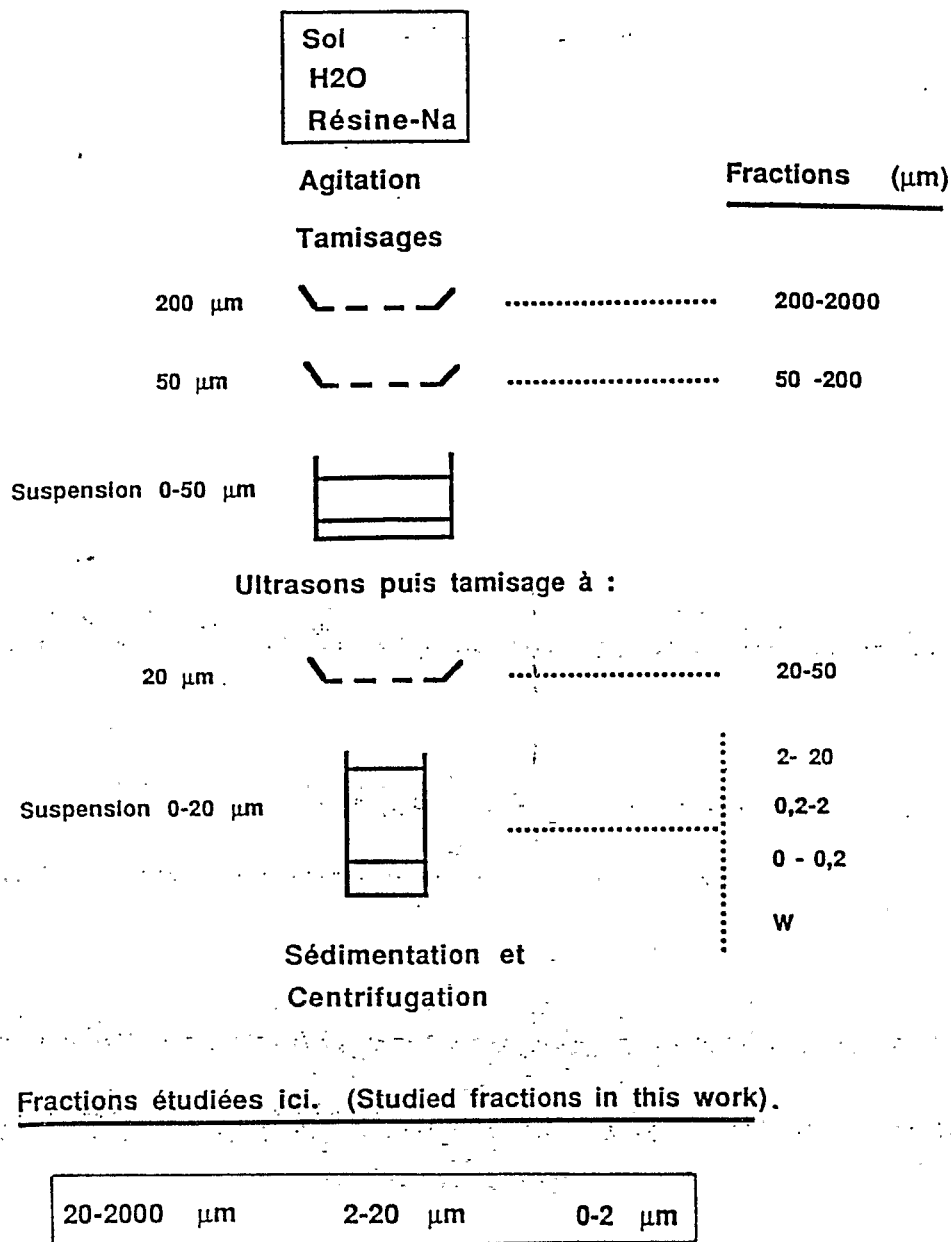 Sol
H2O
Résine-Na
Agitation
Fractions (µm)
Tamisages
200 µm
200-2000
50 µm
50 -200
Suspension 0-50 µm
Ultrasons puis tamisage à :
20 µm
20-50
2- 20
Suspension 0-20 µm
0,2-2
0 - 0,2
W
Sédimentation et
Centrifugation
Fractions étudiées ici. (Studied fractions in this work).
20-2000 µm 2-20 µm 0-2 µm